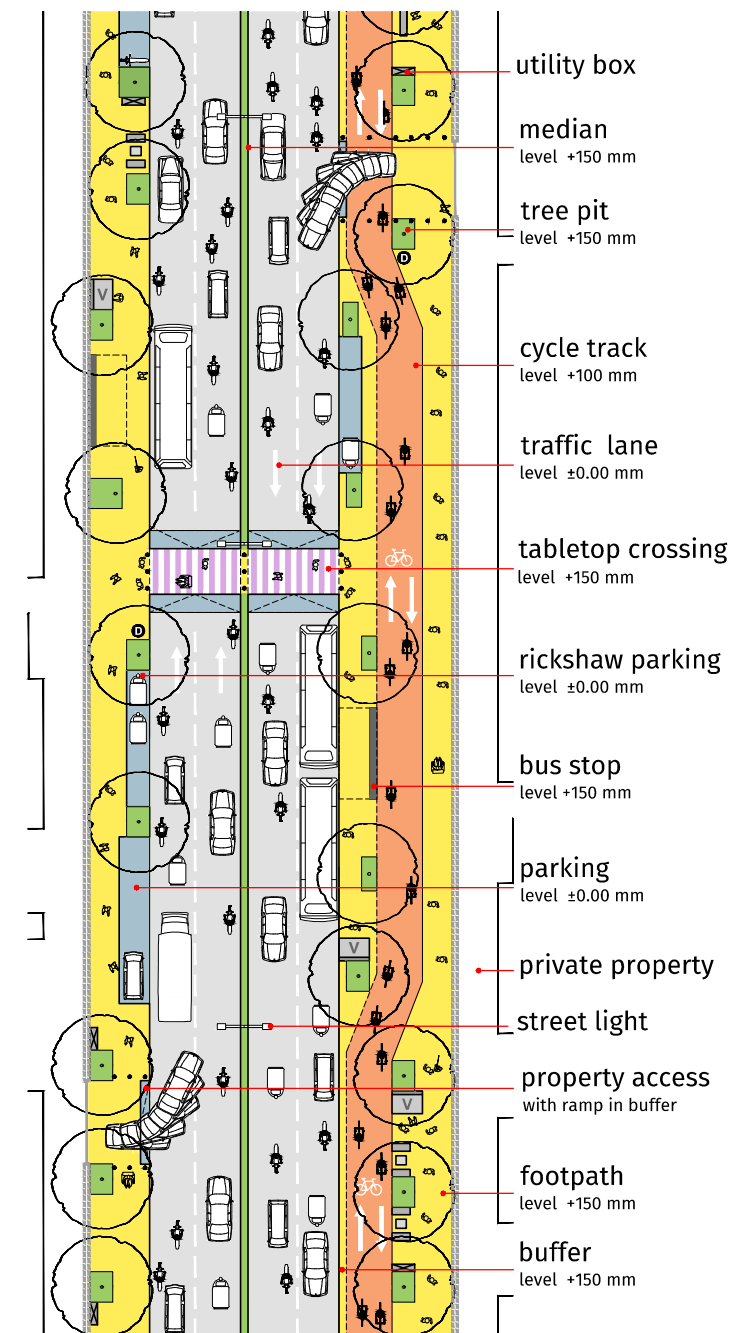 utility box
median
level +150 mm
tree pit
level +150 mm
D
V
cycle track
level +100 mm
traffic lane
level ±0.00 mm
tabletop crossing
level +150 mm
D
rickshaw parking
level ±0.00 mm
bus stop
level +150 mm
parking
level ±0.00 mm
V
private property
street light
property access
with ramp in buffer
V
footpath
level +150 mm
buffer
level +150 mm